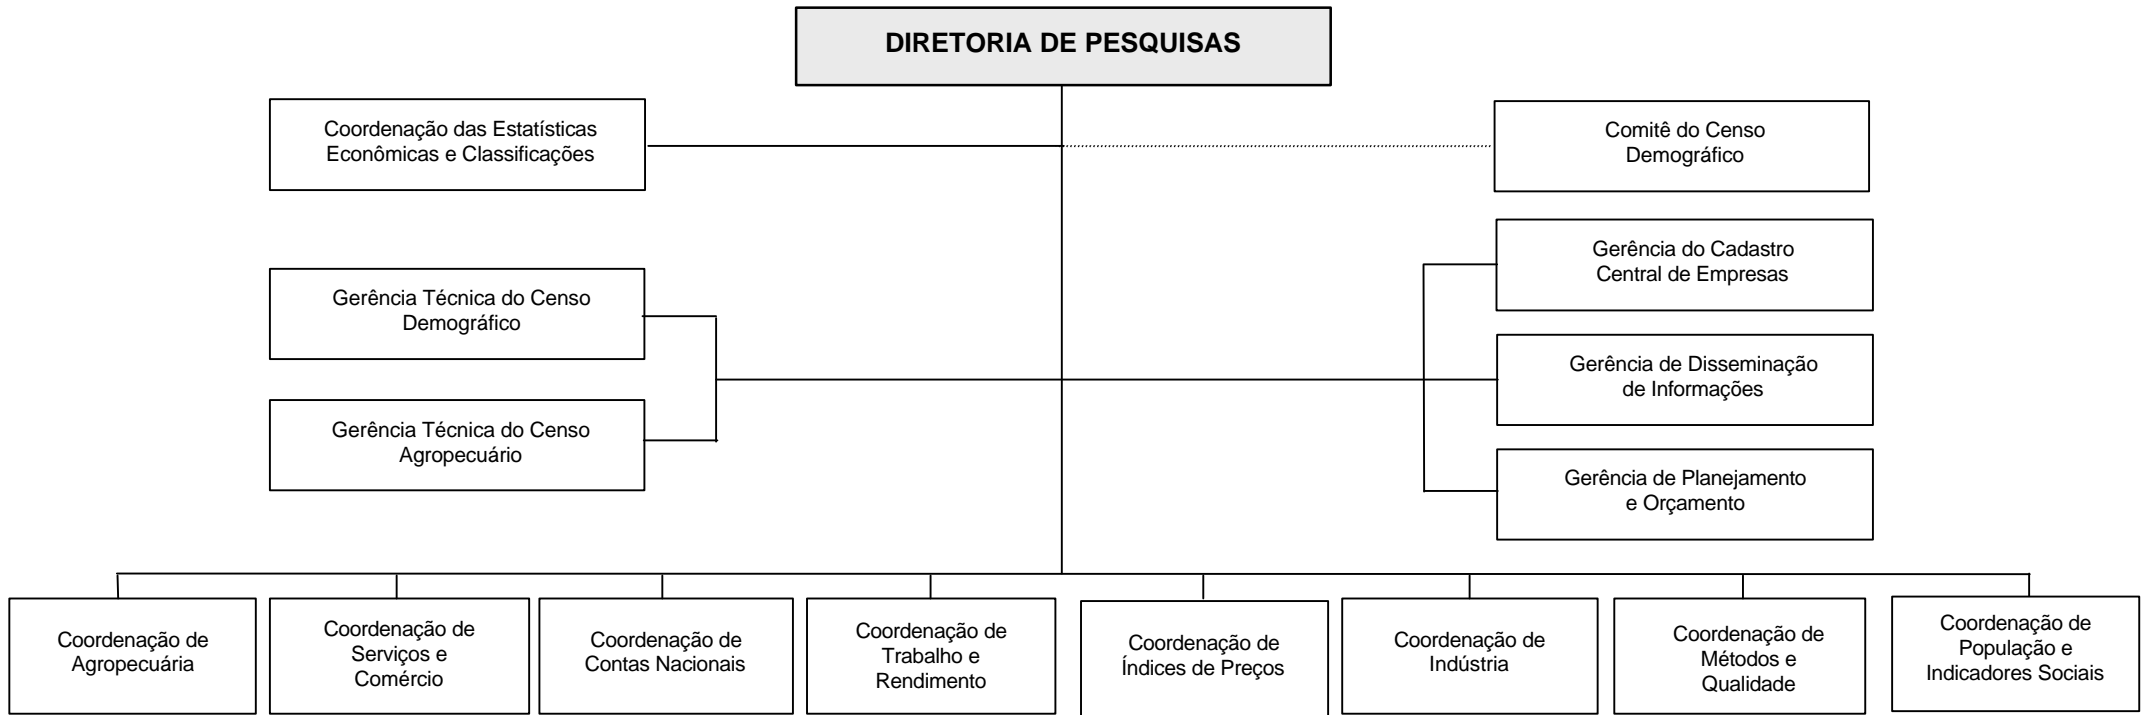 DIRETORIA DE PESQUISAS
Coordenação das Estatísticas
Econômicas e Classificações
Comitê do Censo
Demográfico
Gerência do Cadastro
Central de Empresas
Gerência Técnica do Censo
Demográfico
Gerência de Disseminação
de Informações
Gerência Técnica do Censo
Agropecuário
Gerência de Planejamento
e Orçamento
Coordenação de
Agropecuária
Coordenação de
Serviços e
Comércio
Coordenação de
Contas Nacionais
Coordenação de
Trabalho e
Rendimento
Coordenação de
Índices de Preços
Coordenação de
Indústria
Coordenação de
Métodos e
Qualidade
Coordenação de
População e
Indicadores Sociais